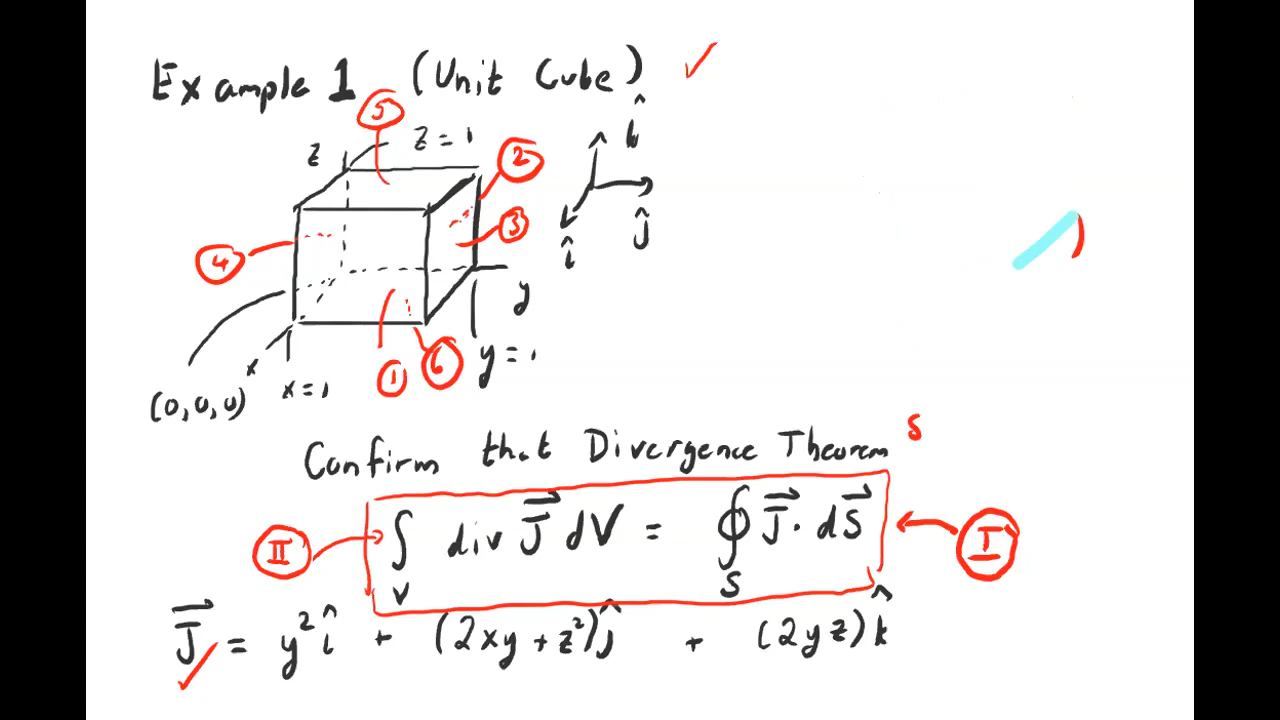 Example 1 (Unit Cube)
5
z z = 1 2 k̂
4 3 ĵ
î
y
1 6 y = 1
(0,0,0) x x = 1
Confirm that Divergence Theorem s
II ∫_V div J⃗ dV = ∮_S J⃗ · dS⃗ I
J⃗ = y² î + (2xy + z²) ĵ + (2yz) k̂